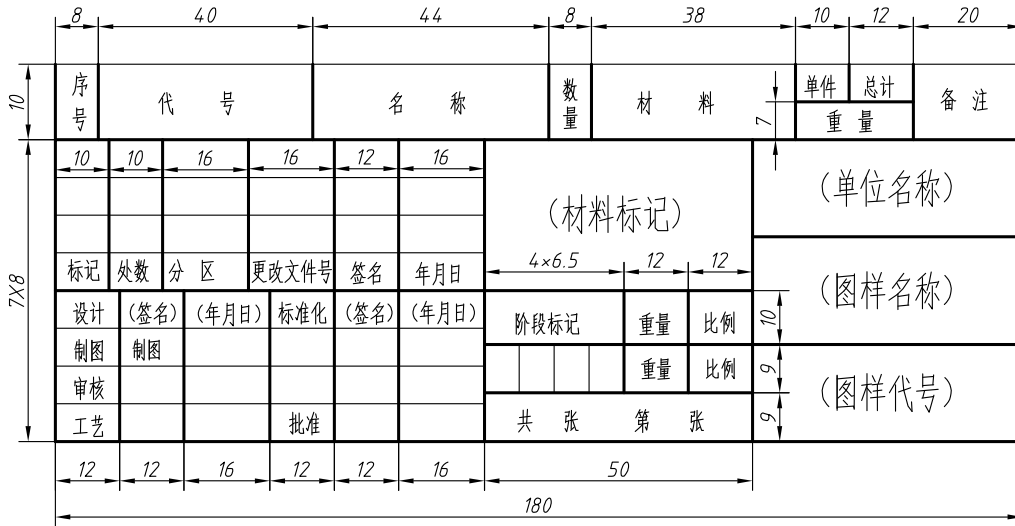 8 40 44 8 38 10 12 20
10 序号 代号 名称 数量 材料 7 单件 总计 重量 备注
10 10 16 16 12 16
(材料标记)
(单位名称)
7X8
标记 处数 分区 更改文件号 签名 年月日
4×6.5 12 12
设计 (签名) (年月日) 标准化 (签名) (年月日)
阶段标记 重量 比例 10
(图样名称)
制图 制图
重量 比例 9
审核
(图样代号)
工艺 批准
共 张 第 张 9
12 12 16 12 12 16 50
180